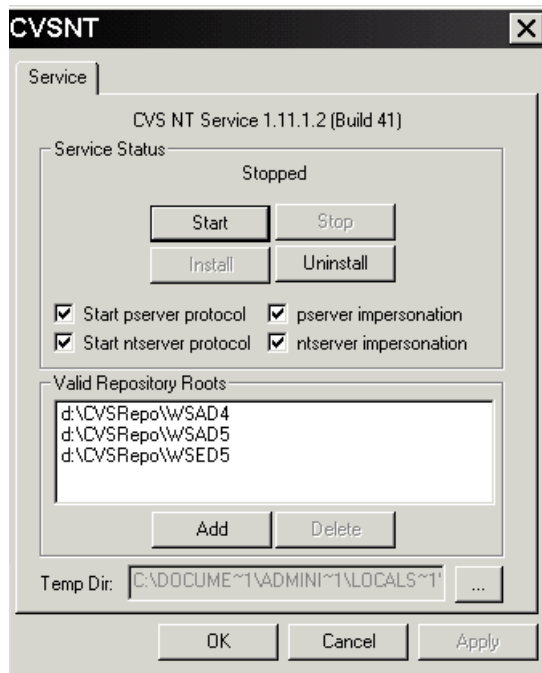 CVSNT
Service
CVS NT Service 1.11.1.2 (Build 41)
Service Status
Stopped
Start Stop
Install Uninstall
Start pserver protocol pserver impersonation
Start ntserver protocol ntserver impersonation
Valid Repository Roots
d:\CVSRepo\WSAD4
d:\CVSRepo\WSAD5
d:\CVSRepo\WSED5
Add Delete
Temp Dir: C:\DOCUME~1\ADMINI~1\LOCALS~1\ ...
OK Cancel Apply